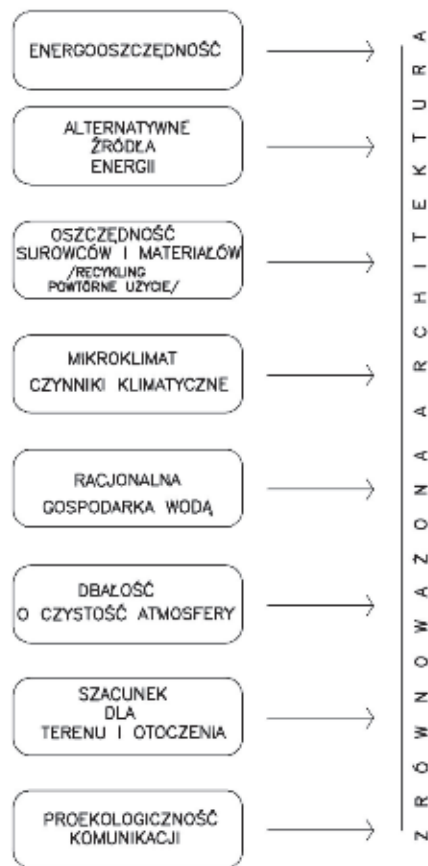 ENERGOOSZCZĘDNOŚĆ
ALTERNATYWNE
ŹRÓDŁA
ENERGII
OSZCZĘDNOŚĆ
SUROWCÓW I MATERIAŁÓW
/RECYKLING
POWTÓRNE UŻYCIE/
MIKROKLIMAT
CZYNNIKI KLIMATYCZNE
RACJONALNA
GOSPODARKA WODĄ
DBAŁOŚĆ
O CZYSTOŚĆ ATMOSFERY
SZACUNEK
DLA
TERENU I OTOCZENIA
PROEKOLOGICZNOŚĆ
KOMUNIKACJI
ZRÓWNOWAŻONA ARCHITEKTURA